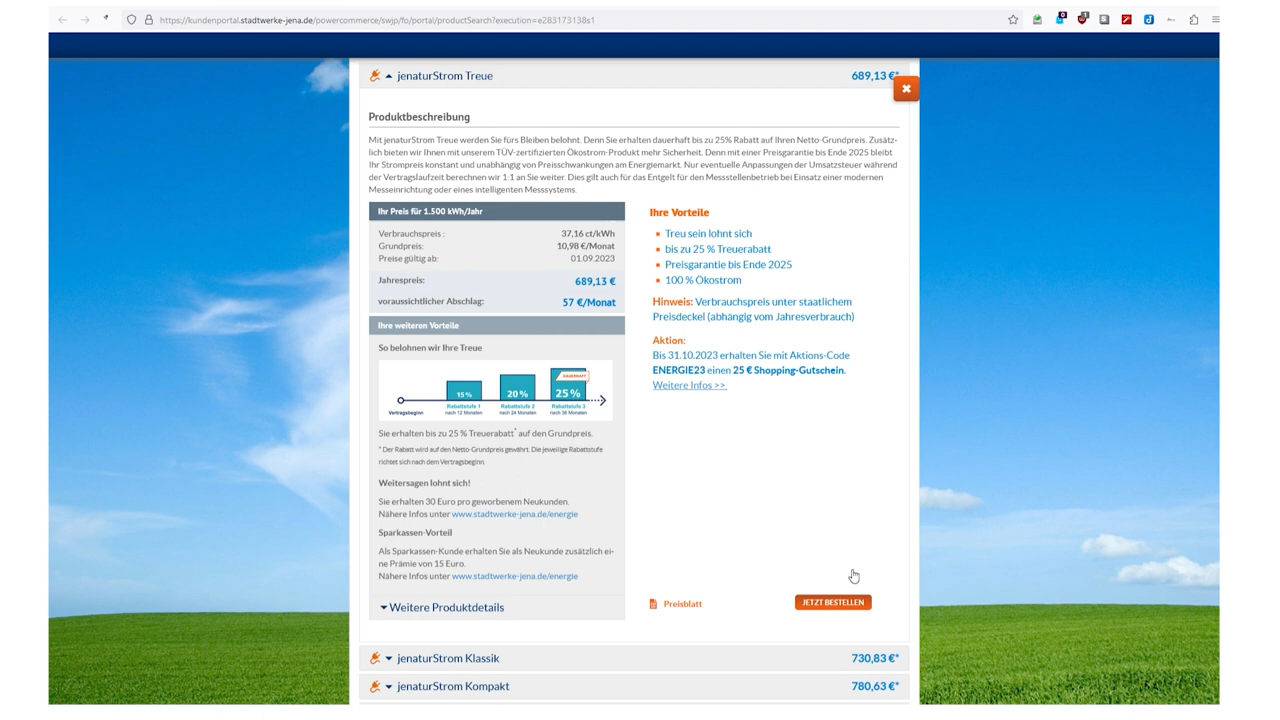 https://kundenportal.stadtwerke-jena.de/powercommerce/swjp/fo/portal/productSearch?execution=e283173138s1
jenaturStrom Treue 689,13 €*
Produktbeschreibung
Mit jenaturStrom Treue werden Sie fürs Bleiben belohnt. Denn Sie erhalten dauerhaft bis zu 25% Rabatt auf Ihren Netto-Grundpreis. Zusätz-
lich bieten wir Ihnen mit unserem TÜV-zertifizierten Ökostrom-Produkt mehr Sicherheit. Denn mit einer Preisgarantie bis Ende 2025 bleibt
Ihr Strompreis konstant und unabhängig von Preisschwankungen am Energiemarkt. Nur eventuelle Anpassungen der Umsatzsteuer während
der Vertragslaufzeit berechnen wir 1:1 an Sie weiter. Dies gilt auch für das Entgelt für den Messstellenbetrieb bei Einsatz einer modernen
Messeinrichtung oder eines intelligenten Messsystems.
Ihr Preis für 1.500 kWh/Jahr
Verbrauchspreis : 37,16 ct/kWh
Grundpreis: 10,98 €/Monat
Preise gültig ab: 01.09.2023
Jahrespreis: 689,13 €
voraussichtlicher Abschlag: 57 €/Monat
Ihre weiteren Vorteile
So belohnen wir Ihre Treue
DAUERHAFT
15 % 20 % 25 %
Vertragsbeginn
Rabattstufe 1 Rabattstufe 2 Rabattstufe 3
nach 12 Monaten nach 24 Monaten nach 36 Monaten
Sie erhalten bis zu 25 % Treuerabatt* auf den Grundpreis.
* Der Rabatt wird auf den Netto-Grundpreis gewährt. Die jeweilige Rabattstufe
richtet sich nach dem Vertragsbeginn.
Weitersagen lohnt sich!
Sie erhalten 30 Euro pro geworbenem Neukunden.
Nähere Infos unter www.stadtwerke-jena.de/energie
Sparkassen-Vorteil
Als Sparkassen-Kunde erhalten Sie als Neukunde zusätzlich ei-
ne Prämie von 15 Euro.
Nähere Infos unter www.stadtwerke-jena.de/energie
Weitere Produktdetails
Ihre Vorteile
Treu sein lohnt sich
bis zu 25 % Treuerabatt
Preisgarantie bis Ende 2025
100 % Ökostrom
Hinweis: Verbrauchspreis unter staatlichem
Preisdeckel (abhängig vom Jahresverbrauch)
Aktion:
Bis 31.10.2023 erhalten Sie mit Aktions-Code
ENERGIE23 einen 25 € Shopping-Gutschein.
Weitere Infos >>
Preisblatt
JETZT BESTELLEN
jenaturStrom Klassik 730,83 €*
jenaturStrom Kompakt 780,63 €*